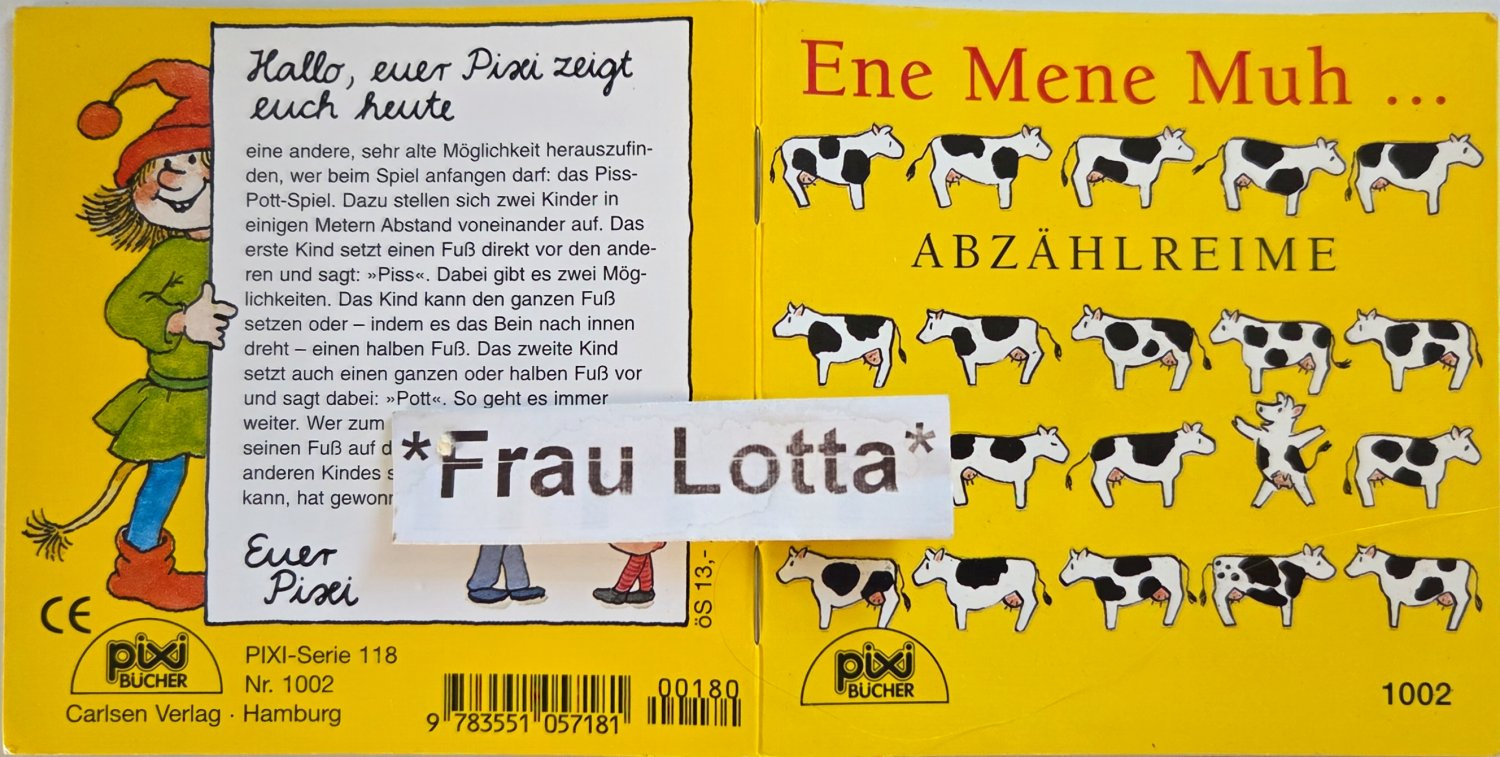 Hallo, euer Pixi zeigt
euch heute
eine andere, sehr alte Möglichkeit herauszufin-
den, wer beim Spiel anfangen darf: das Piss-
Pott-Spiel. Dazu stellen sich zwei Kinder in
einigen Metern Abstand voneinander auf. Das
erste Kind setzt einen Fuß direkt vor den ande-
ren und sagt: »Piss«. Dabei gibt es zwei Mög-
lichkeiten. Das Kind kann den ganzen Fuß
setzen oder – indem es das Bein nach innen
dreht – einen halben Fuß. Das zweite Kind
setzt auch einen ganzen oder halben Fuß vor
und sagt dabei: »Pott«. So geht es immer
weiter. Wer zum
seinen Fuß auf
anderen Kindes
kann, hat
*Frau Lotta*
Euer
Pixi
öS 13,-
CE
pixi
BÜCHER
PIXI-Serie 118
Nr. 1002
Carlsen Verlag · Hamburg
9 783551 057181
00180
Ene Mene Muh ...
ABZÄHLREIME
pixi
BÜCHER
1002